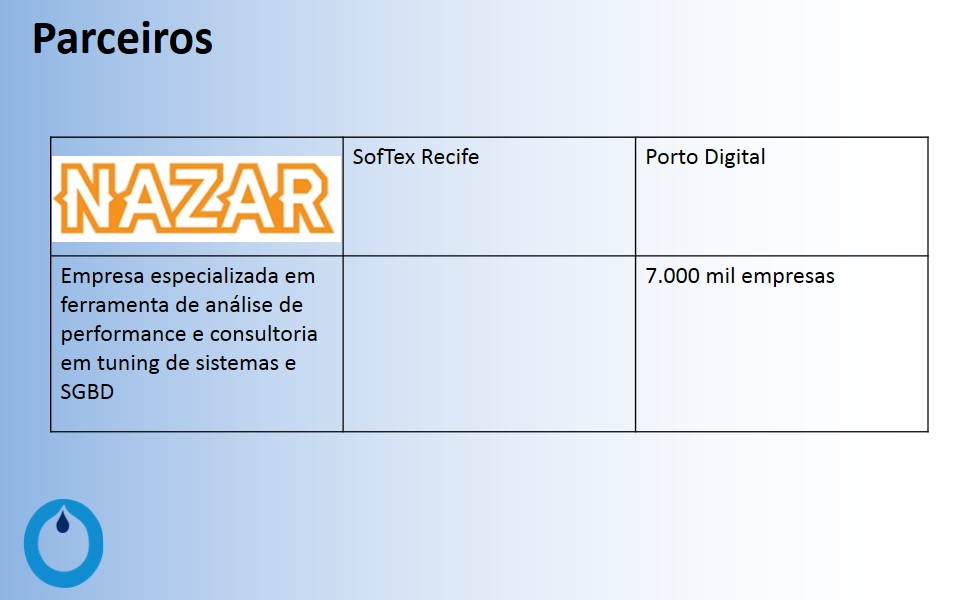 Parceiros
NAZAR
SofTex Recife
Porto Digital
Empresa especializada em
ferramenta de análise de
performance e consultoria
em tuning de sistemas e
SGBD
7.000 mil empresas